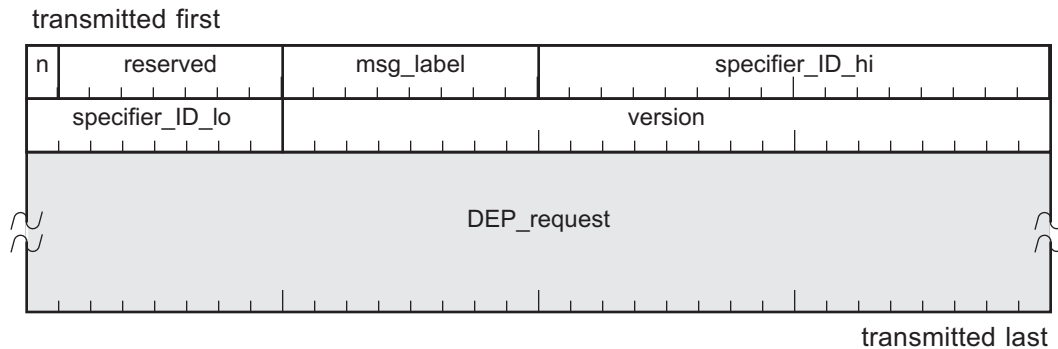 transmitted first
n reserved msg_label specifier_ID_hi
specifier_ID_lo version
DEP_request
transmitted last